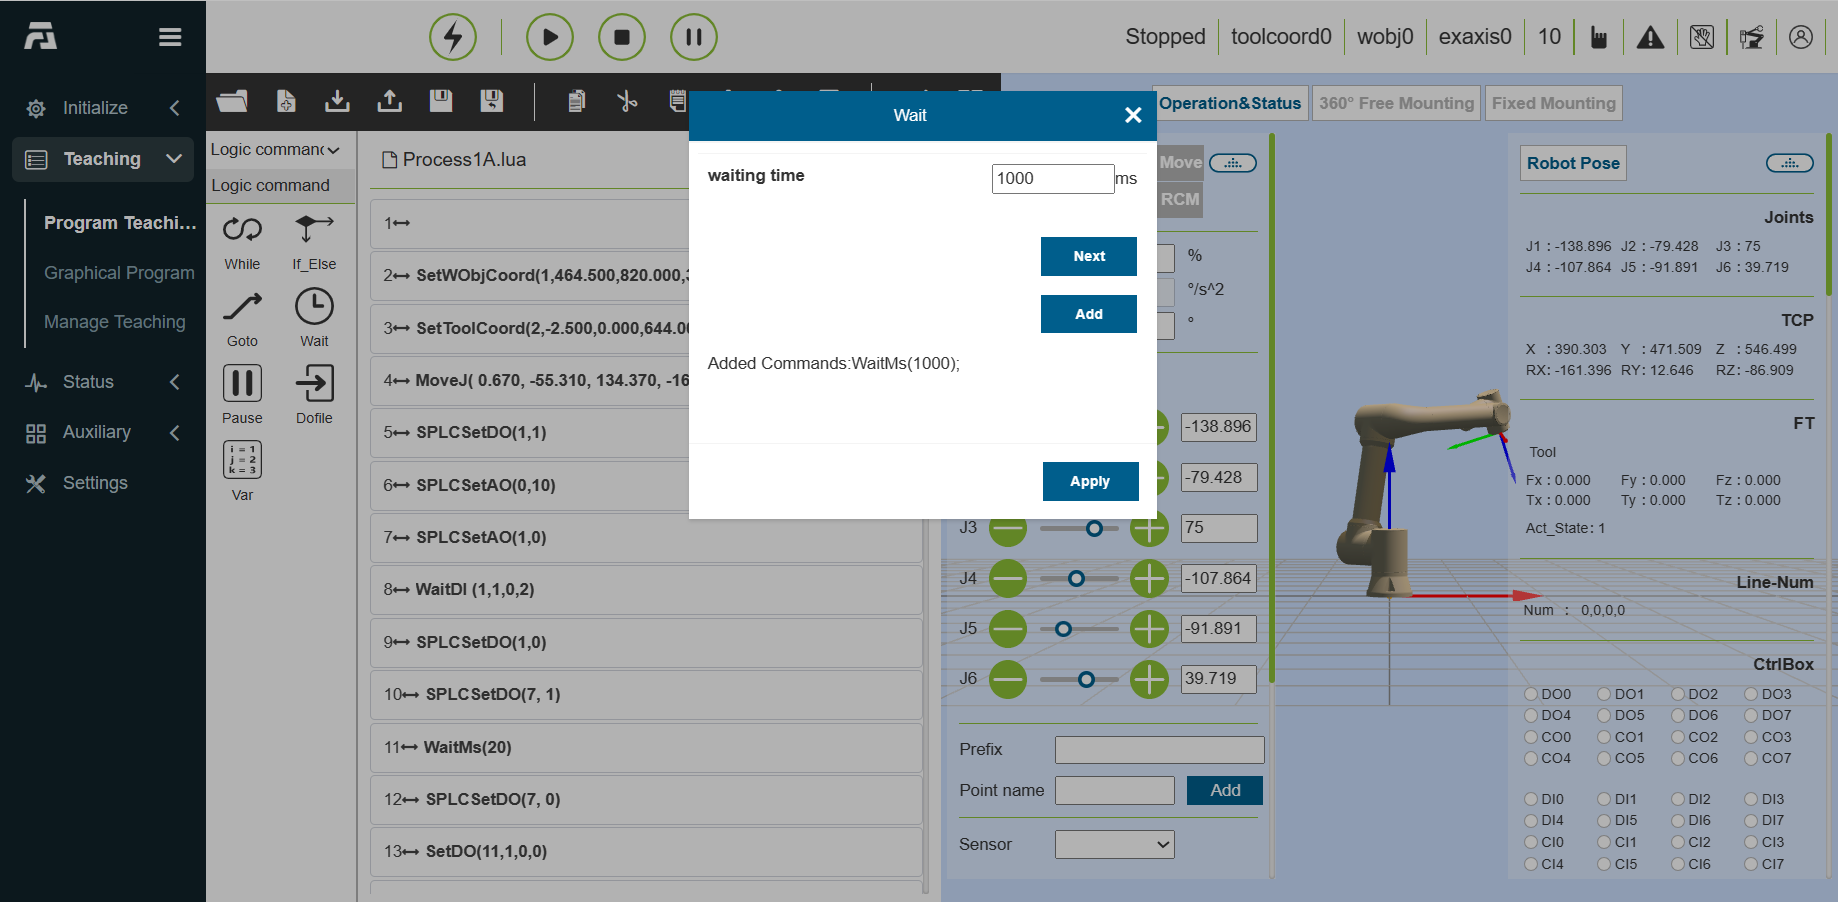 Stopped
toolcoord0
wobj0
exaxis0
10
Initialize
Teaching
Program Teachi...
Graphical Program
Manage Teaching
Status
Auxiliary
Settings
Logic comman
Logic command
While
If_Else
Goto
Wait
Pause
Dofile
i = 1
j = 2
k = 3
Var
Process1A.lua
1
2 SetWObjCoord(1,464.500,820.000,
3 SetToolCoord(2,-2.500,0.000,644.0
4 MoveJ( 0.670, -55.310, 134.370, -16
5 SPLCSetDO(1,1)
6 SPLCSetAO(0,10)
7 SPLCSetAO(1,0)
8 WaitDI (1,1,0,2)
9 SPLCSetDO(1,0)
10 SPLCSetDO(7, 1)
11 WaitMs(20)
12 SPLCSetDO(7, 0)
13 SetDO(11,1,0,0)
Wait
waiting time
1000
ms
Next
Add
Added Commands:WaitMs(1000);
Apply
Operation&Status
360° Free Mounting
Fixed Mounting
Move
RCM
%
°/s^2
°
-138.896
-79.428
J3
75
J4
-107.864
J5
-91.891
J6
39.719
Prefix
Point name
Add
Sensor
Robot Pose
Joints
J1 : -138.896 J2 : -79.428 J3 : 75
J4 : -107.864 J5 : -91.891 J6 : 39.719
TCP
X : 390.303 Y : 471.509 Z : 546.499
RX: -161.396 RY: 12.646 RZ: -86.909
FT
Tool
Fx : 0.000 Fy : 0.000 Fz : 0.000
Tx : 0.000 Ty : 0.000 Tz : 0.000
Act_State: 1
Line-Num
Num : 0,0,0,0
CtrlBox
DO0 DO1 DO2 DO3
DO4 DO5 DO6 DO7
CO0 CO1 CO2 CO3
CO4 CO5 CO6 CO7
DI0 DI1 DI2 DI3
DI4 DI5 DI6 DI7
CI0 CI1 CI2 CI3
CI4 CI5 CI6 CI7